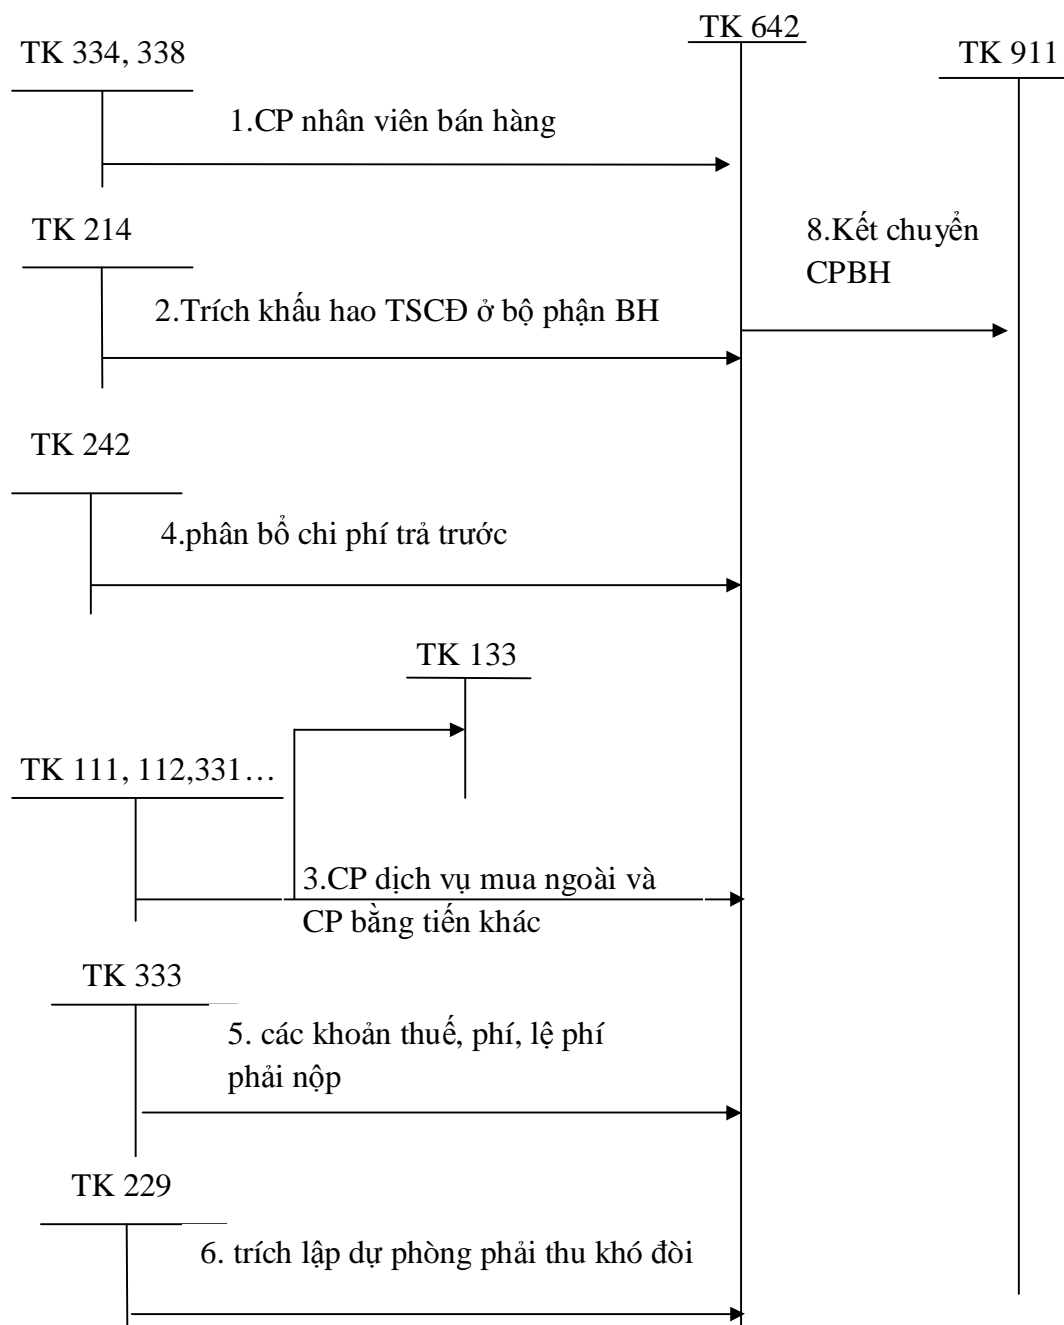 TK 642
TK 334, 338
TK 911
1.CP nhân viên bán hàng
TK 214
8.Kết chuyển
CPBH
2.Trích khấu hao TSCĐ ở bộ phận BH
TK 242
4.phân bổ chi phí trả trước
TK 133
TK 111, 112,331…
3.CP dịch vụ mua ngoài và
CP bằng tiến khác
TK 333
5. các khoản thuế, phí, lệ phí
phải nộp
TK 229
6. trích lập dự phòng phải thu khó đòi